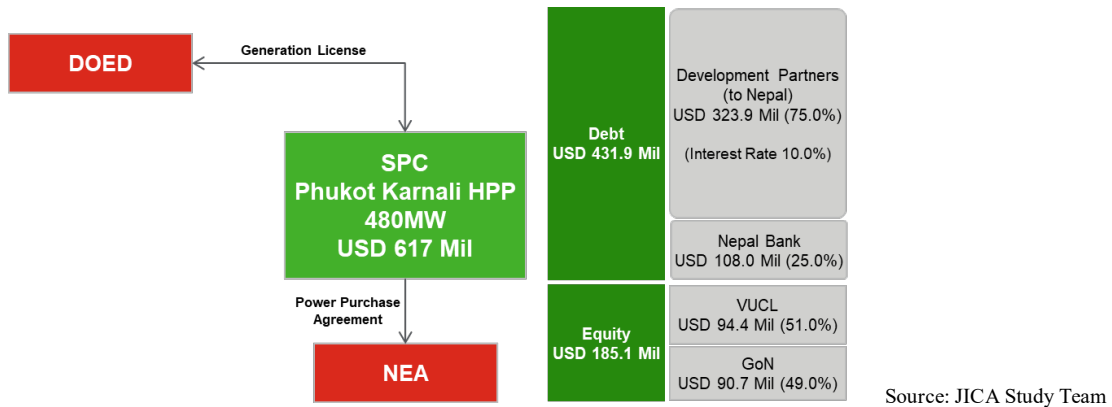 DOED
Generation License
SPC
Phukot Karnali HPP
480MW
USD 617 Mil
Power Purchase
Agreement
NEA
Debt
USD 431.9 Mil
Development Partners
(to Nepal)
USD 323.9 Mil (75.0%)
(Interest Rate 10.0%)
Nepal Bank
USD 108.0 Mil (25.0%)
Equity
USD 185.1 Mil
VUCL
USD 94.4 Mil (51.0%)
GoN
USD 90.7 Mil (49.0%)
Source: JICA Study Team